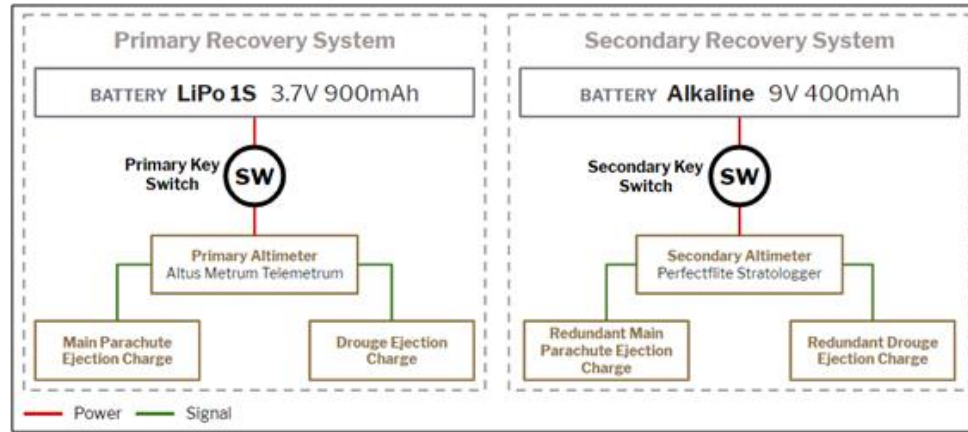 Primary Recovery System
BATTERY LiPo 1S 3.7V 900mAh
Primary Key
Switch
SW
Primary Altimeter
Altus Metrum Telemetrum
Main Parachute
Ejection Charge
Drouge Ejection
Charge
Secondary Recovery System
BATTERY Alkaline 9V 400mAh
Secondary Key
Switch
SW
Secondary Altimeter
Perfectflite Stratologger
Redundant Main
Parachute Ejection
Charge
Redundant Drouge
Ejection Charge
Power
Signal